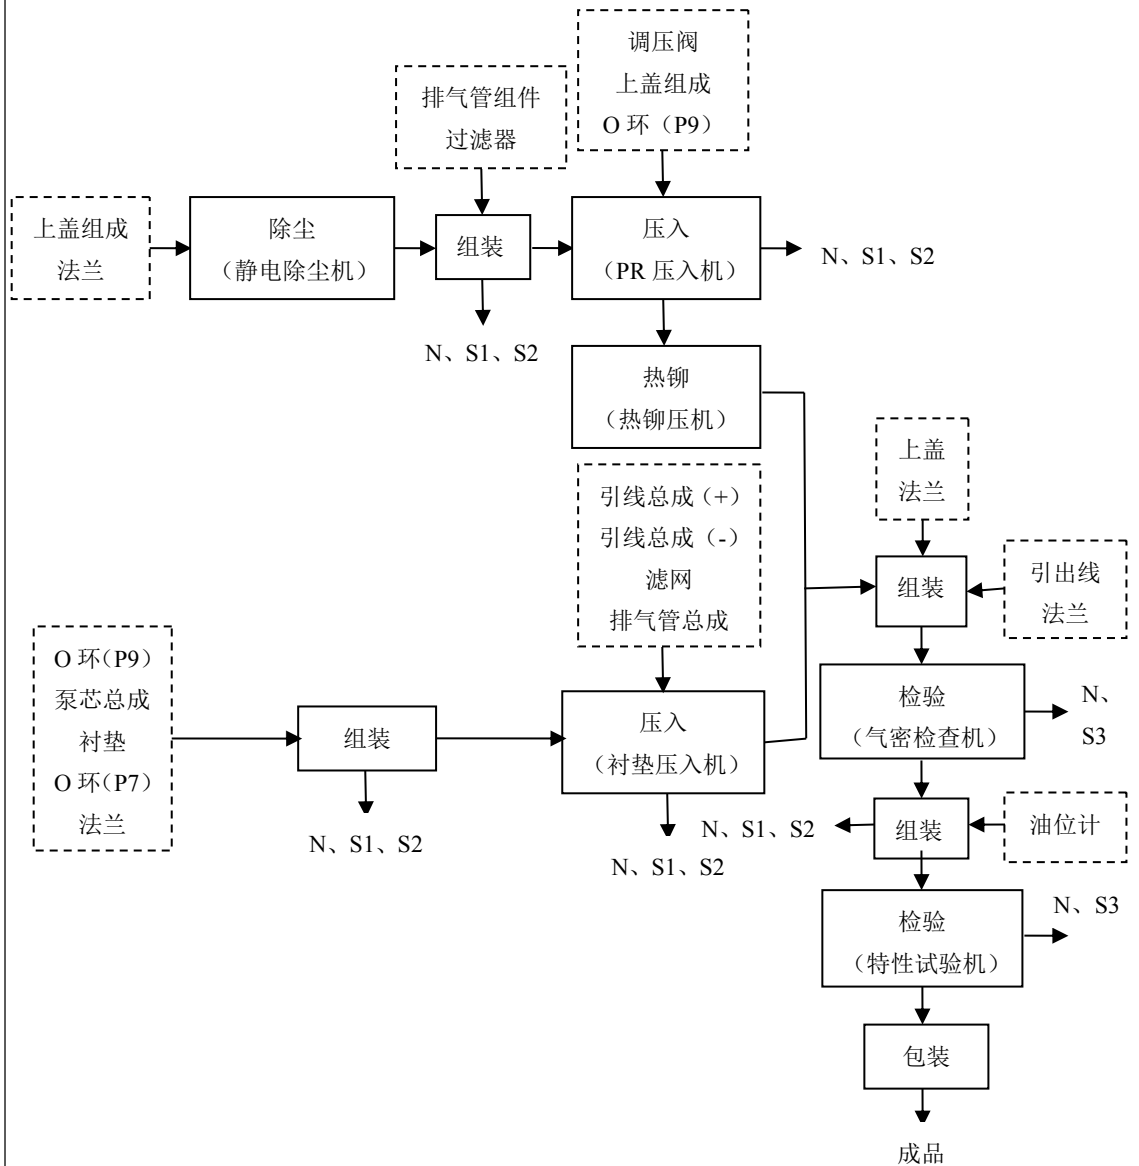 调压阀
上盖组成
O 环（P9）
排气管组件
过滤器
上盖组成
法兰
除尘
（静电除尘机）
组装
压入
（PR 压入机）
N、S1、S2
N、S1、S2
热铆
（热铆压机）
上盖
法兰
引线总成（+）
引线总成（-）
滤网
排气管总成
组装
引出线
法兰
O 环（P9）
泵芯总成
衬垫
O 环（P7）
法兰
组装
压入
（衬垫压入机）
检验
（气密检查机）
N、
S3
N、S1、S2
N、S1、S2
N、S1、S2
组装
油位计
检验
（特性试验机）
N、S3
包装
成品